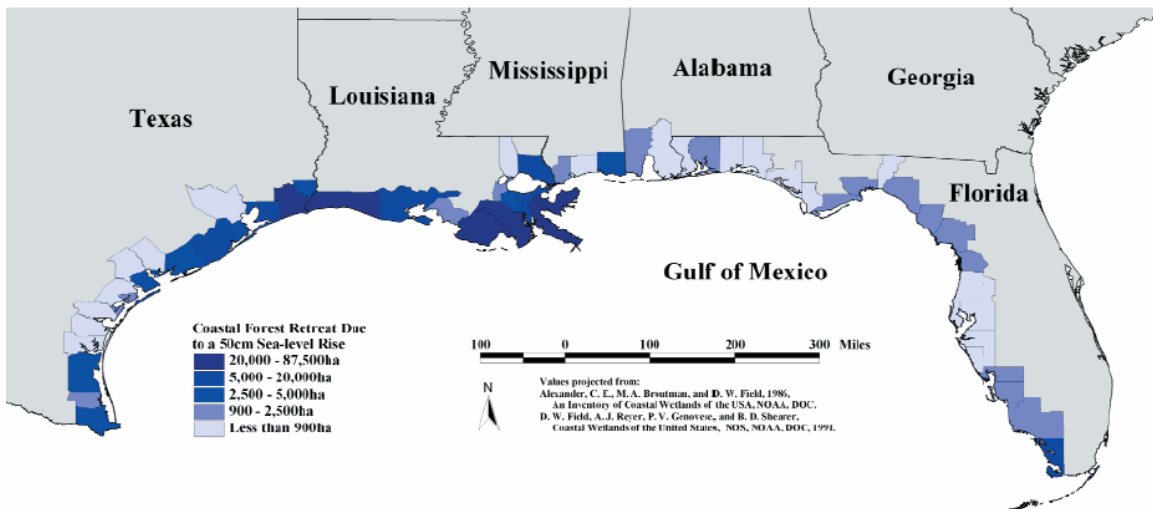 Mississippi
Alabama
Georgia
Louisiana
Texas
Florida
Gulf of Mexico
Coastal Forest Retreat Due
to a 50cm Sea-level Rise
20,000 - 87,500ha
5,000 - 20,000ha
2,500 - 5,000ha
900 - 2,500ha
Less than 900ha
100 0 100 200 300 Miles
N
Values projected from:
Alexander, C. E., M. A. Broutman, and D. W. Field, 1986,
An Inventory of Coastal Wetlands of the USA, NOAA, DOC.
D. W. Field, A. J. Reyer, P. V. Genovese, and B. D. Shearer,
Coastal Wetlands of the United States, NOS, NOAA, DOC, 1991.